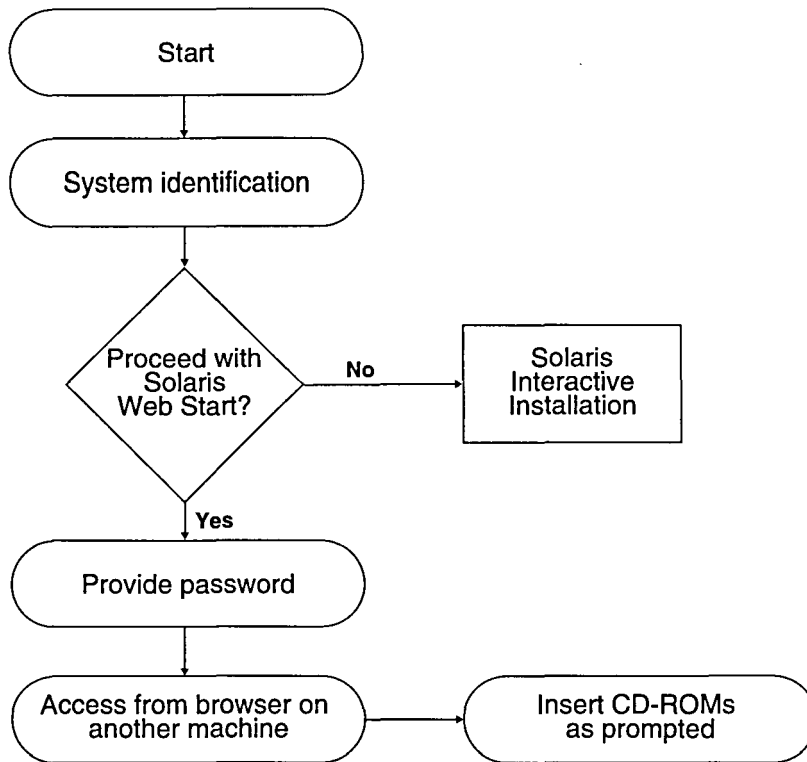 Start
System identification
Proceed with
Solaris
Web Start?
No
Solaris
Interactive
Installation
Yes
Provide password
Access from browser on
another machine
Insert CD-ROMs
as prompted